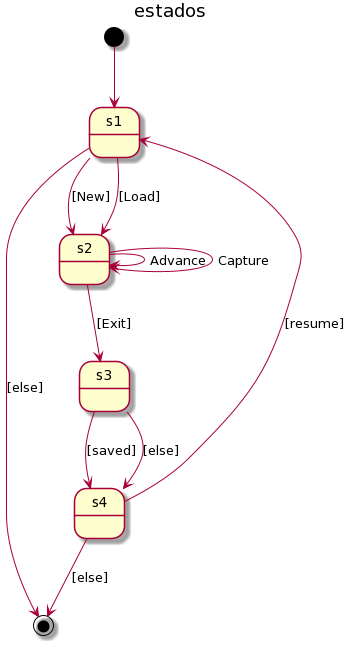 estados
s1
[New]
[Load]
s2
Advance
Capture
[Exit]
[resume]
s3
[else]
[saved]
[else]
s4
[else]